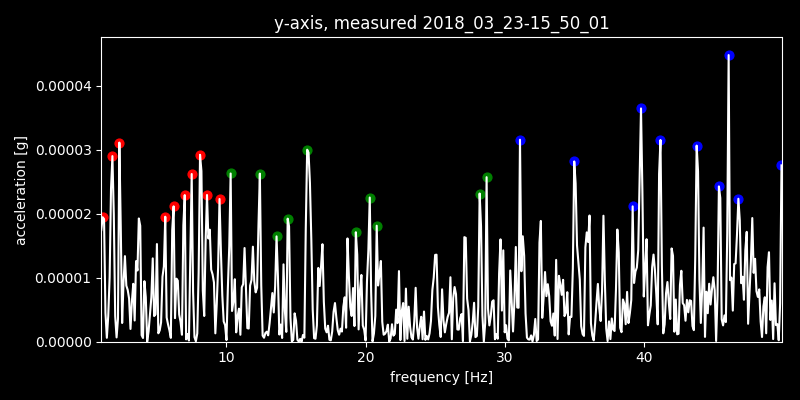 y-axis, measured 2018_03_23-15_50_01
acceleration [g]
0.00004
0.00003
0.00002
0.00001
0.00000
10 20 30 40
frequency [Hz]